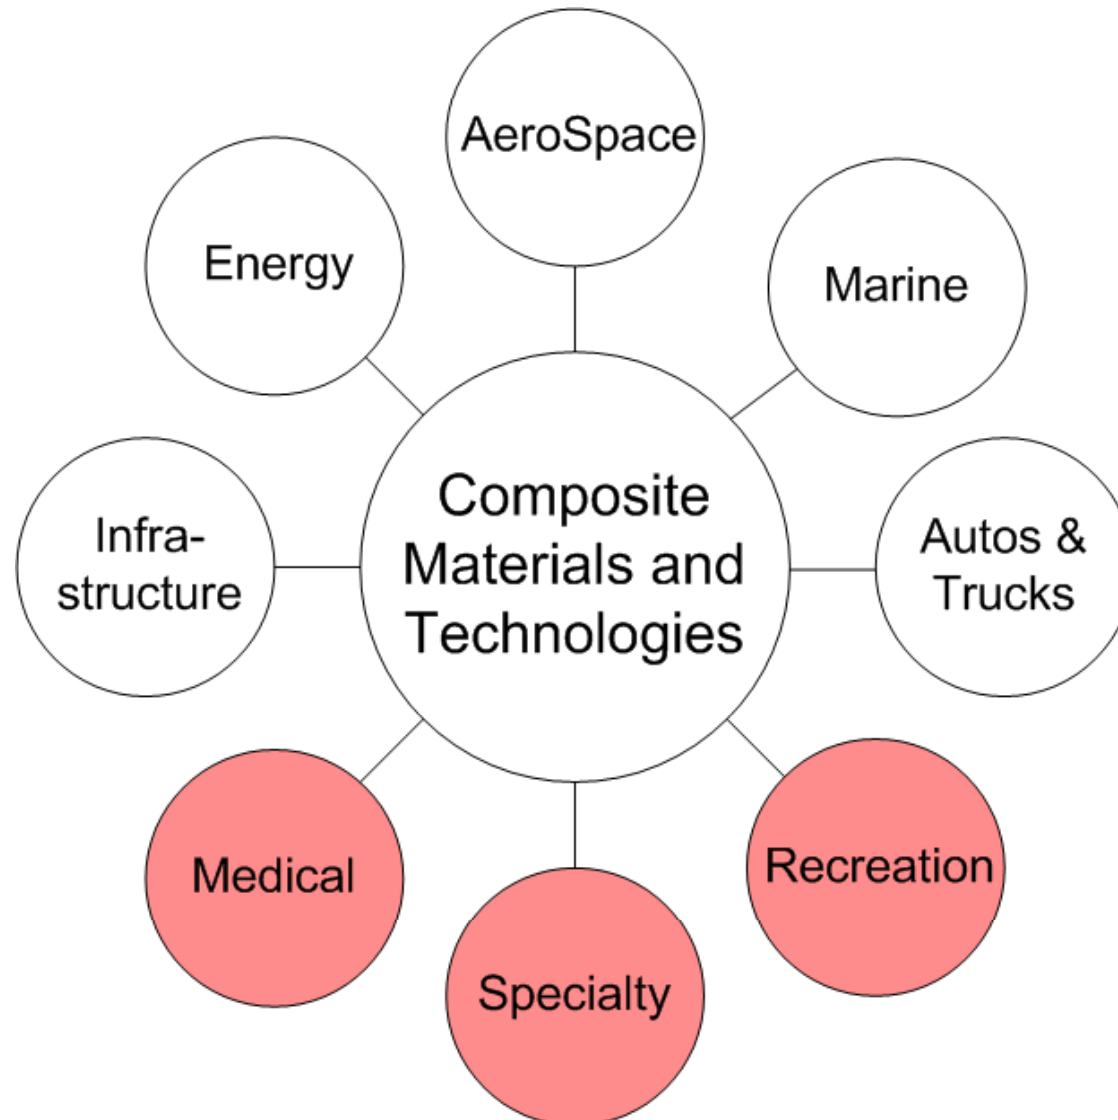 AeroSpace
Energy
Marine
Composite
Materials and
Technologies
Infra-
structure
Autos &
Trucks
Medical
Specialty
Recreation